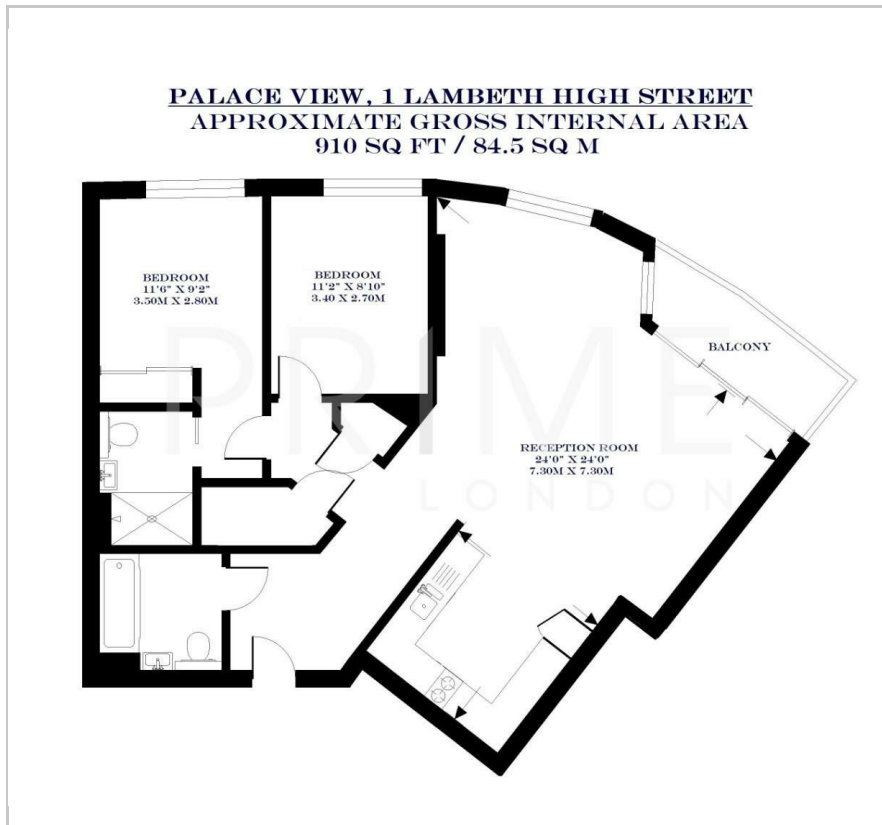 PALACE VIEW, 1 LAMBETH HIGH STREET
APPROXIMATE GROSS INTERNAL AREA
910 SQ FT / 84.5 SQ M
BEDROOM
11'6" X 9'2"
3.50M X 2.80M
BEDROOM
11'2" X 8'10"
3.40 X 2.70M
BALCONY
RECEPTION ROOM
24'0" X 24'0"
7.30M X 7.30M
PRIME
LONDON